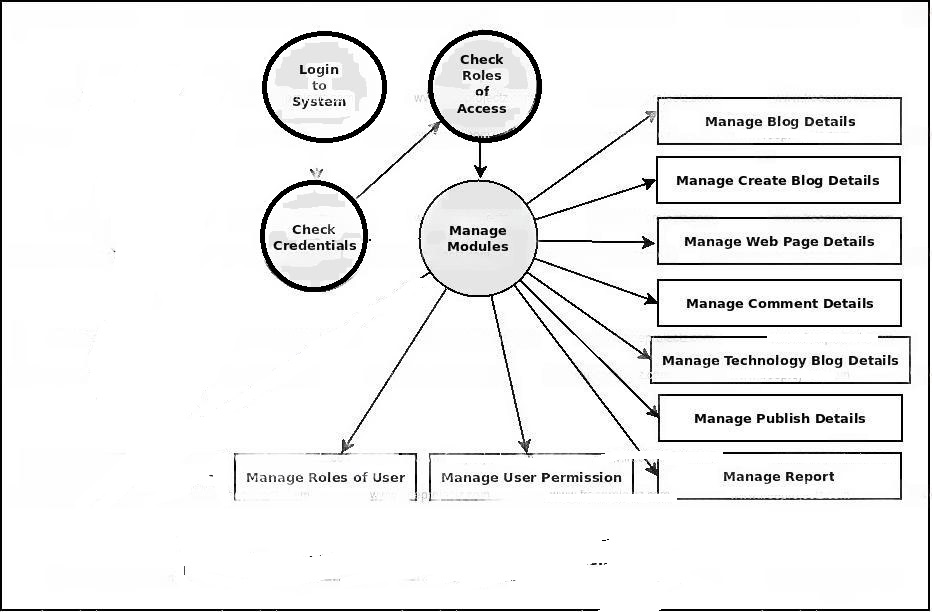 Login
to
System
Check
Roles
of
Access
Check
Credentials
Manage
Modules
Manage Blog Details
Manage Create Blog Details
Manage Web Page Details
Manage Comment Details
Manage Technology Blog Details
Manage Publish Details
Manage Report
Manage Roles of User
Manage User Permission